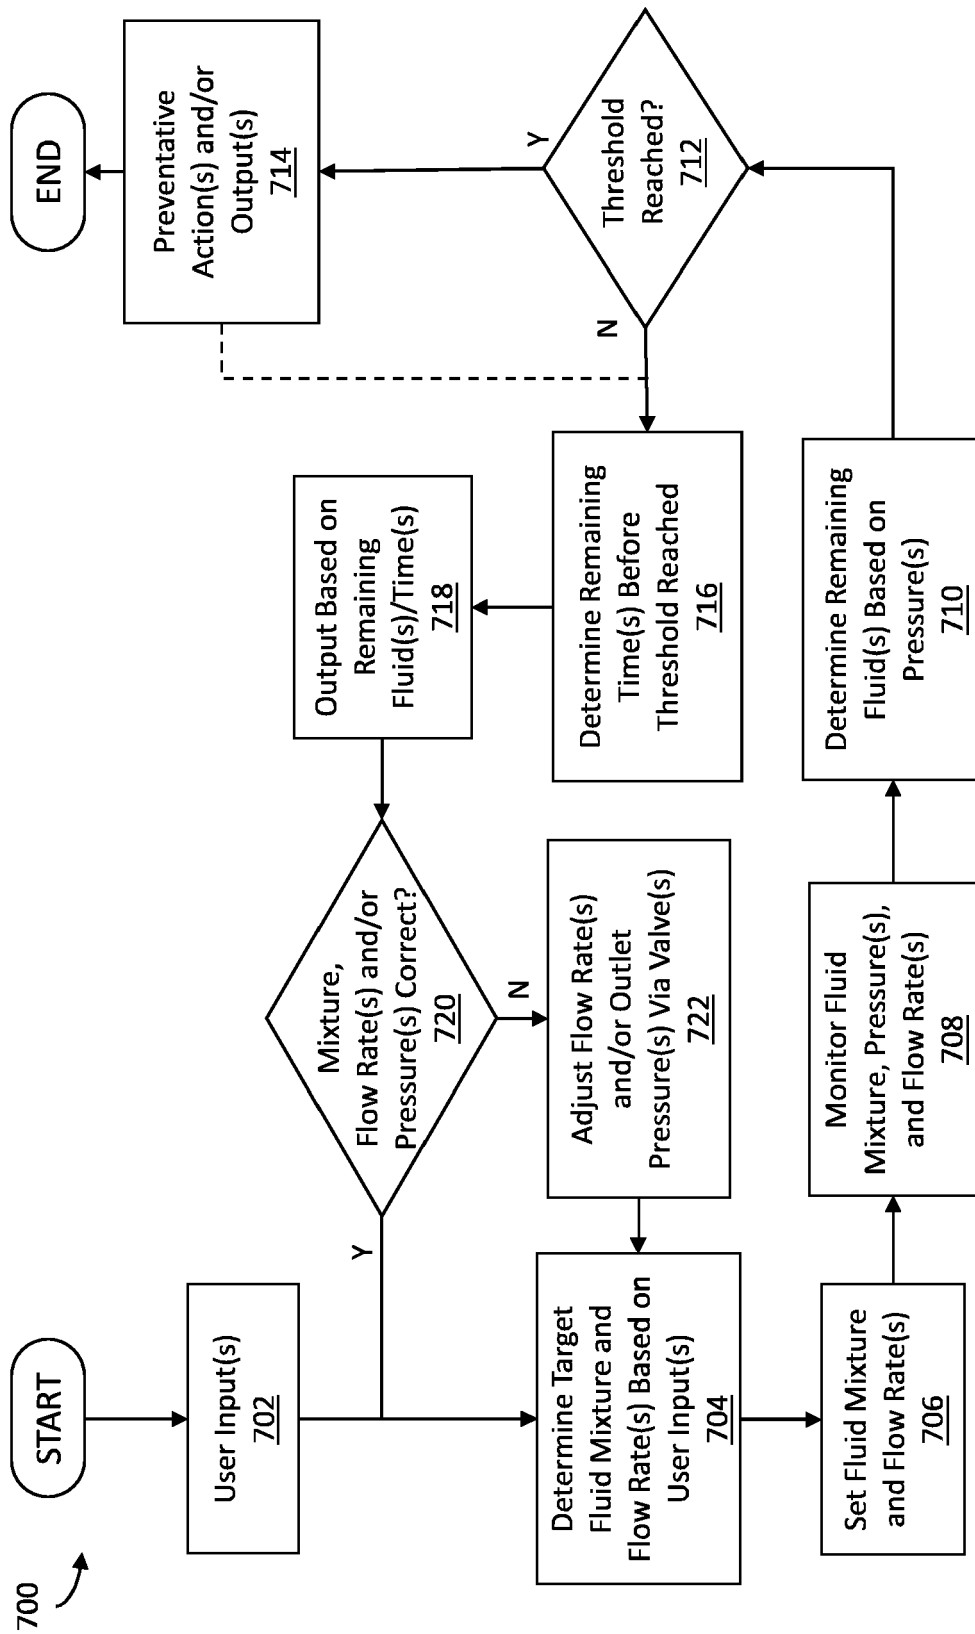 700
START
User Input(s)
702
Determine Target
Fluid Mixture and
Flow Rate(s) Based on
User Input(s)
704
Set Fluid Mixture
and Flow Rate(s)
706
Monitor Fluid
Mixture, Pressure(s),
and Flow Rate(s)
708
Determine Remaining
Fluid(s) Based on
Pressure(s)
710
Threshold
Reached?
712
Y
N
Preventative
Action(s) and/or
Output(s)
714
END
Determine Remaining
Time(s) Before
Threshold Reached
716
Output Based on
Remaining
Fluid(s)/Time(s)
718
Mixture,
Flow Rate(s) and/or
Pressure(s) Correct?
720
Y
N
Adjust Flow Rate(s)
and/or Outlet
Pressure(s) Via Valve(s)
722